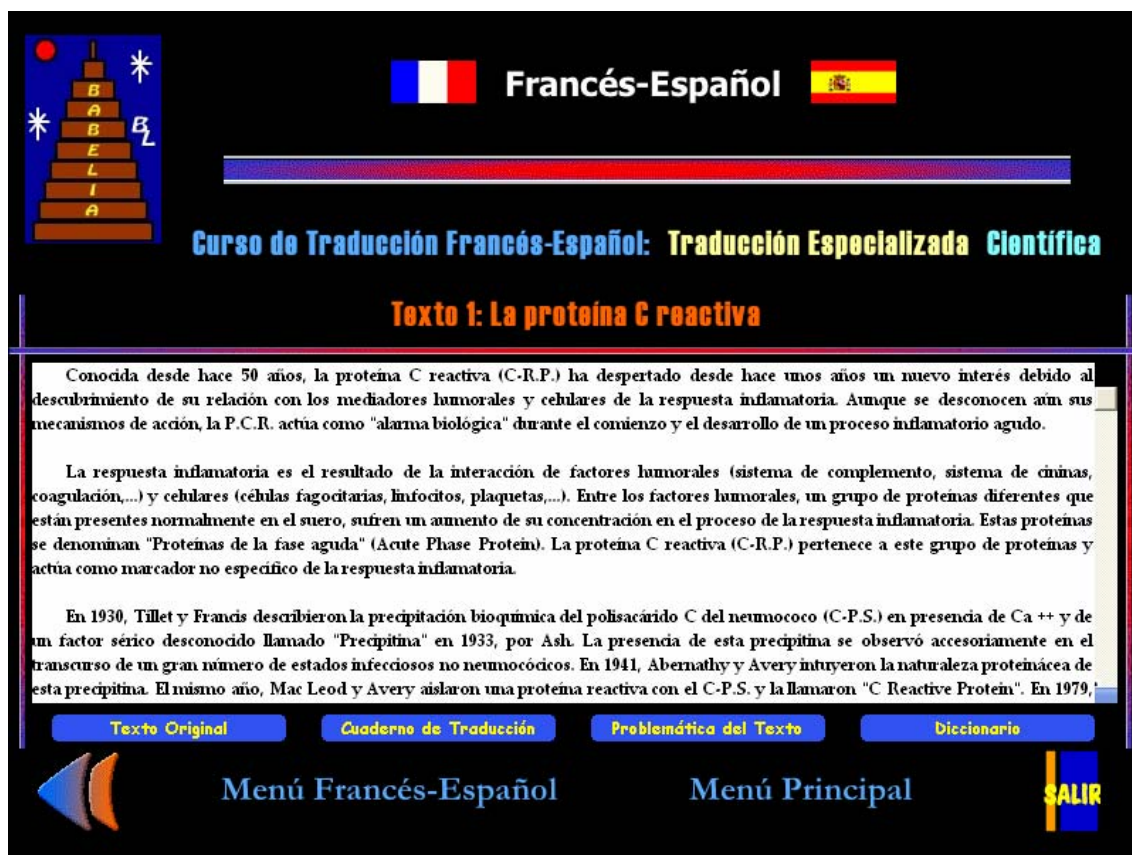 BABELIA
BL
Francés-Español
Curso de Traducción Francés-Español: Traducción Especializada Científica
Texto 1: La proteína C reactiva
Conocida desde hace 50 años, la proteína C reactiva (C-R.P.) ha despertado desde hace unos años un nuevo interés debido al
descubrimiento de su relación con los mediadores humorales y celulares de la respuesta inflamatoria. Aunque se desconocen aún sus
mecanismos de acción, la P.C.R. actúa como "alarma biológica" durante el comienzo y el desarrollo de un proceso inflamatorio agudo.
La respuesta inflamatoria es el resultado de la interacción de factores humorales (sistema de complemento, sistema de cininas,
coagulación,...) y celulares (células fagocitarias, linfocitos, plaquetas,...). Entre los factores humorales, un grupo de proteínas diferentes que
están presentes normalmente en el suero, sufren un aumento de su concentración en el proceso de la respuesta inflamatoria. Estas proteínas
se denominan "Proteínas de la fase aguda" (Acute Phase Protein). La proteína C reactiva (C-R.P.) pertenece a este grupo de proteínas y
actúa como marcador no específico de la respuesta inflamatoria.
En 1930, Tillet y Francis describieron la precipitación bioquímica del polisacárido C del neumococo (C-P.S.) en presencia de Ca ++ y de
un factor sérico desconocido llamado "Precipitina" en 1933, por Ash. La presencia de esta precipitina se observó accesoriamente en el
transcurso de un gran número de estados infecciosos no neumocócicos. En 1941, Abernathy y Avery intuyeron la naturaleza proteinácea de
esta precipitina. El mismo año, Mac Leod y Avery aislaron una proteína reactiva con el C-P.S. y la llamaron "C Reactive Protein". En 1979,
Texto Original
Cuaderno de Traducción
Problemática del Texto
Diccionario
Menú Francés-Español
Menú Principal
SALIR